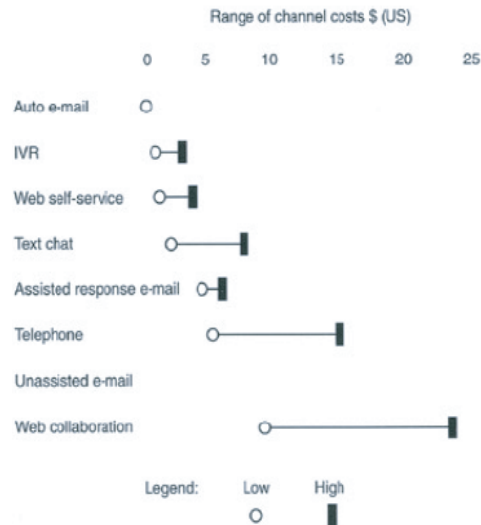 Range of channel costs $ (US)
0 5 10 15 20 25
Auto e-mail
IVR
Web self-service
Text chat
Assisted response e-mail
Telephone
Unassisted e-mail
Web collaboration
Legend: Low High